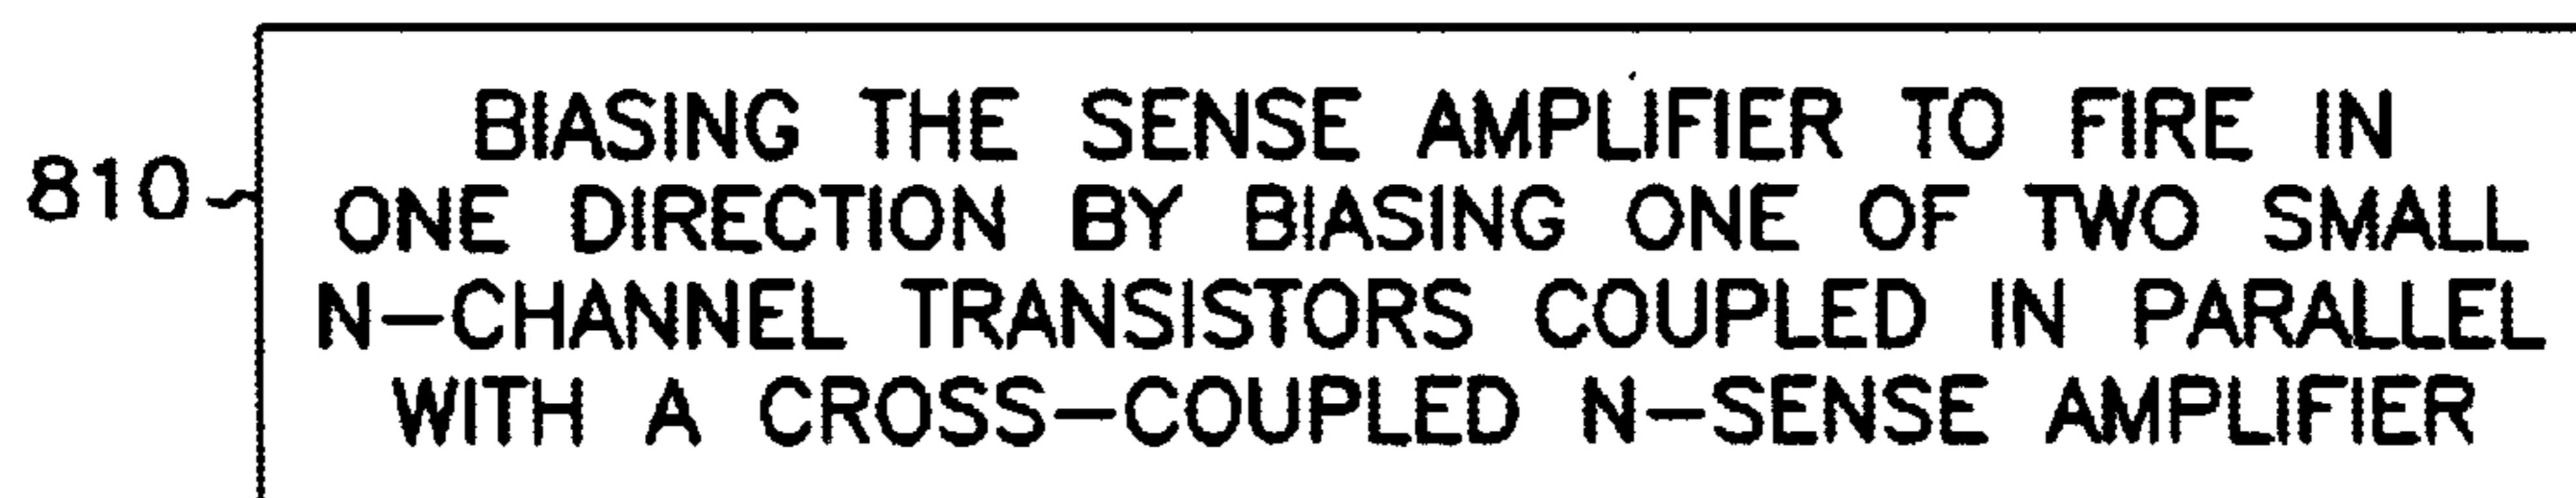 BIASING THE SENSE AMPLIFIER TO FIRE IN
810 ONE DIRECTION BY BIASING ONE OF TWO SMALL
N-CHANNEL TRANSISTORS COUPLED IN PARALLEL
WITH A CROSS-COUPLED N-SENSE AMPLIFIER